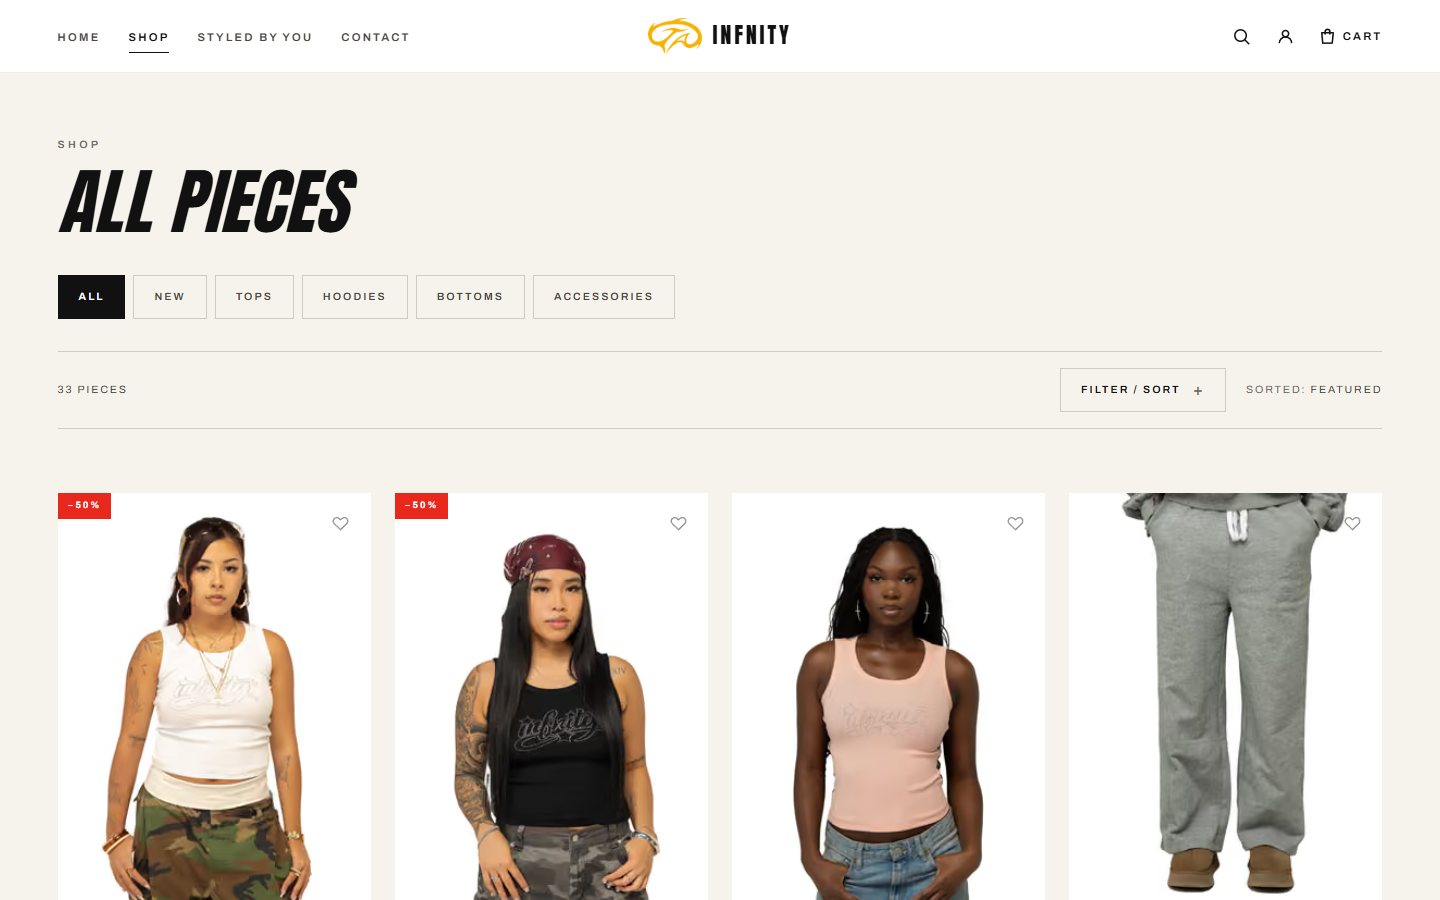 HOME SHOP STYLED BY YOU CONTACT INFNITY CART
SHOP
ALL PIECES
ALL NEW TOPS HOODIES BOTTOMS ACCESSORIES
33 PIECES FILTER / SORT + SORTED: FEATURED
−50% −50%